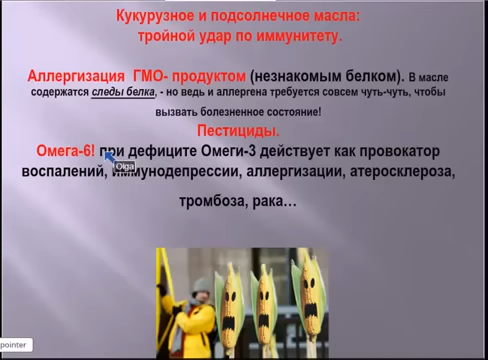 Кукурузное и подсолнечное масла:
тройной удар по иммунитету.
Аллергизация ГМО- продуктом (незнакомым белком). В масле
содержатся следы белка, - но ведь и аллергена требуется совсем чуть-чуть, чтобы
вызвать болезненное состояние!
Пестициды.
Омега-6! при дефиците Омеги-3 действует как провокатор
Olga
воспалений, иммунодепрессии, аллергизации, атеросклероза,
тромбоза, рака…
pointer